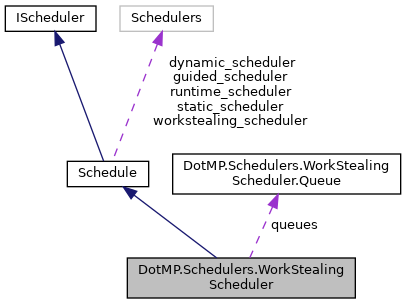 IScheduler
Schedulers
dynamic_scheduler
guided_scheduler
runtime_scheduler
static_scheduler
workstealing_scheduler
Schedule
DotMP.Schedulers.WorkStealing
Scheduler.Queue
queues
DotMP.Schedulers.WorkStealing
Scheduler